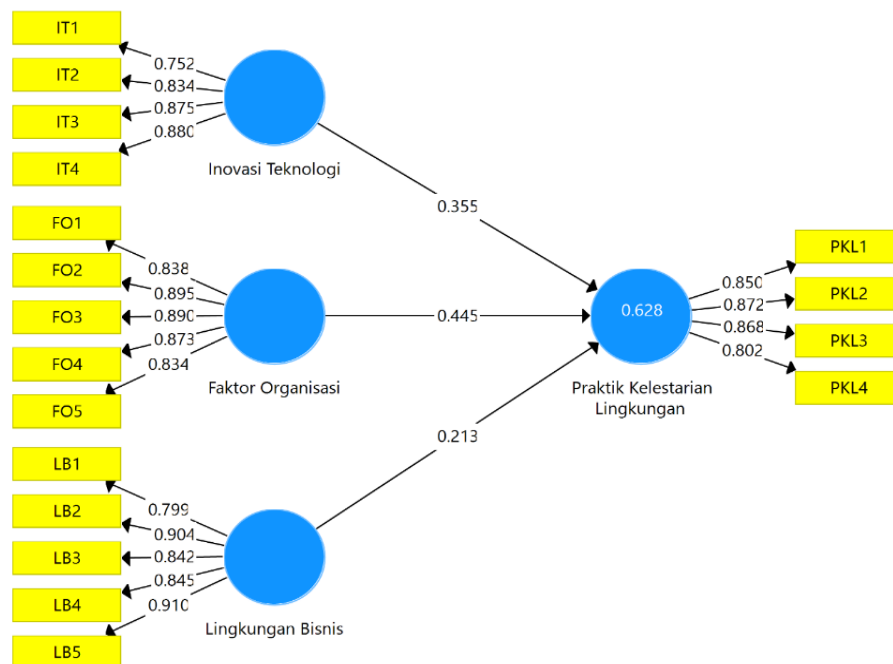 IT1
IT2
IT3
IT4
0.752
0.834
0.875
0.880
Inovasi Teknologi
0.355
FO1
FO2
FO3
FO4
FO5
0.838
0.895
0.890
0.873
0.834
Faktor Organisasi
0.445
LB1
LB2
LB3
LB4
LB5
0.799
0.904
0.842
0.845
0.910
Lingkungan Bisnis
0.213
0.628
Praktik Kelestarian
Lingkungan
0.850
0.872
0.868
0.802
PKL1
PKL2
PKL3
PKL4